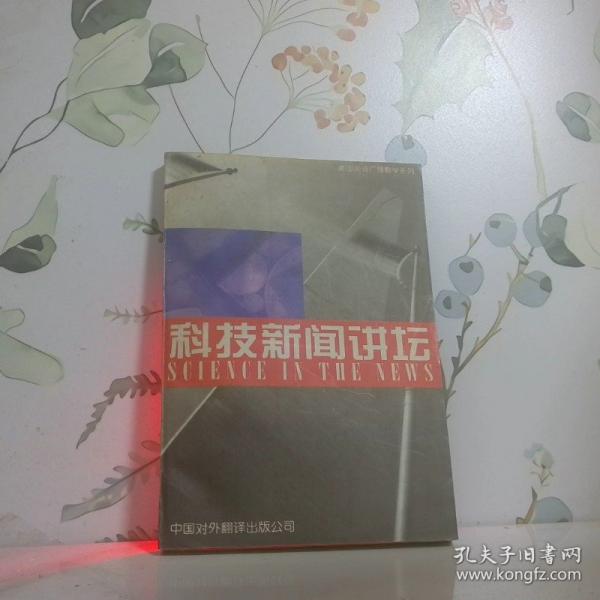 科技新闻讲坛
SCIENCE IN THE NEWS
中国对外翻译出版公司
孔夫子旧书网
www.kongfz.com